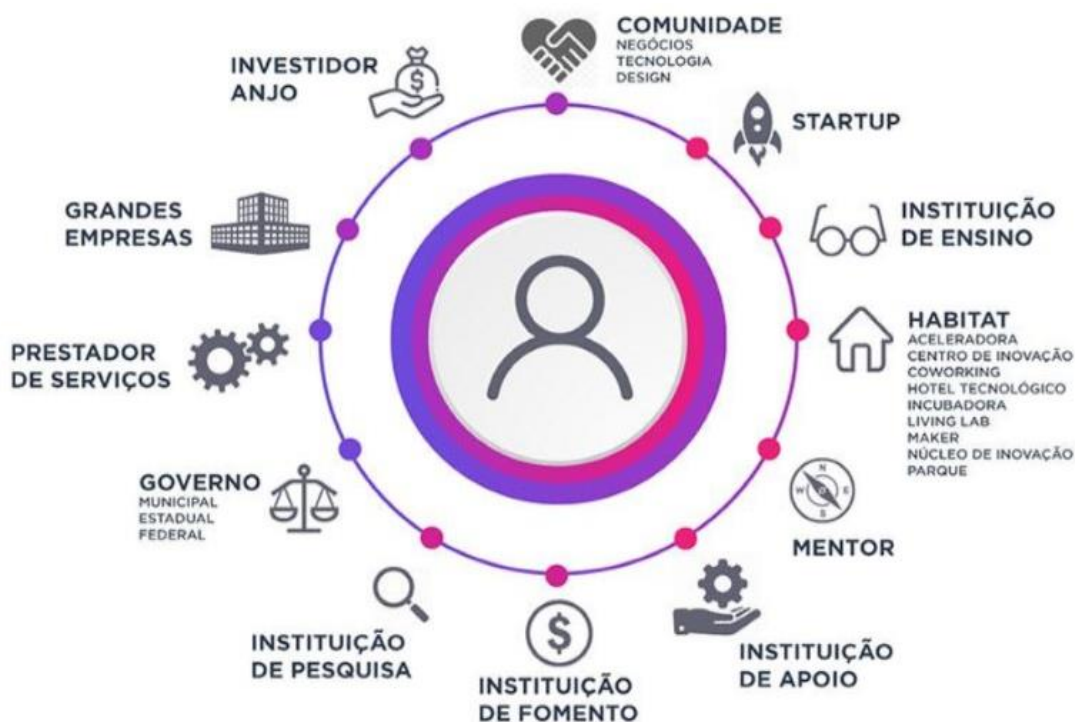 COMUNIDADE
NEGÓCIOS
TECNOLOGIA
DESIGN
STARTUP
INSTITUIÇÃO
DE ENSINO
HABITAT
ACELERADORA
CENTRO DE INOVAÇÃO
COWORKING
HOTEL TECNOLÓGICO
INCUBADORA
LIVING LAB
MAKER
NÚCLEO DE INOVAÇÃO
PARQUE
N
W E
S
MENTOR
INSTITUIÇÃO
DE APOIO
$
INSTITUIÇÃO
DE FOMENTO
INSTITUIÇÃO
DE PESQUISA
GOVERNO
MUNICIPAL
ESTADUAL
FEDERAL
PRESTADOR
DE SERVIÇOS
GRANDES
EMPRESAS
INVESTIDOR
ANJO
$